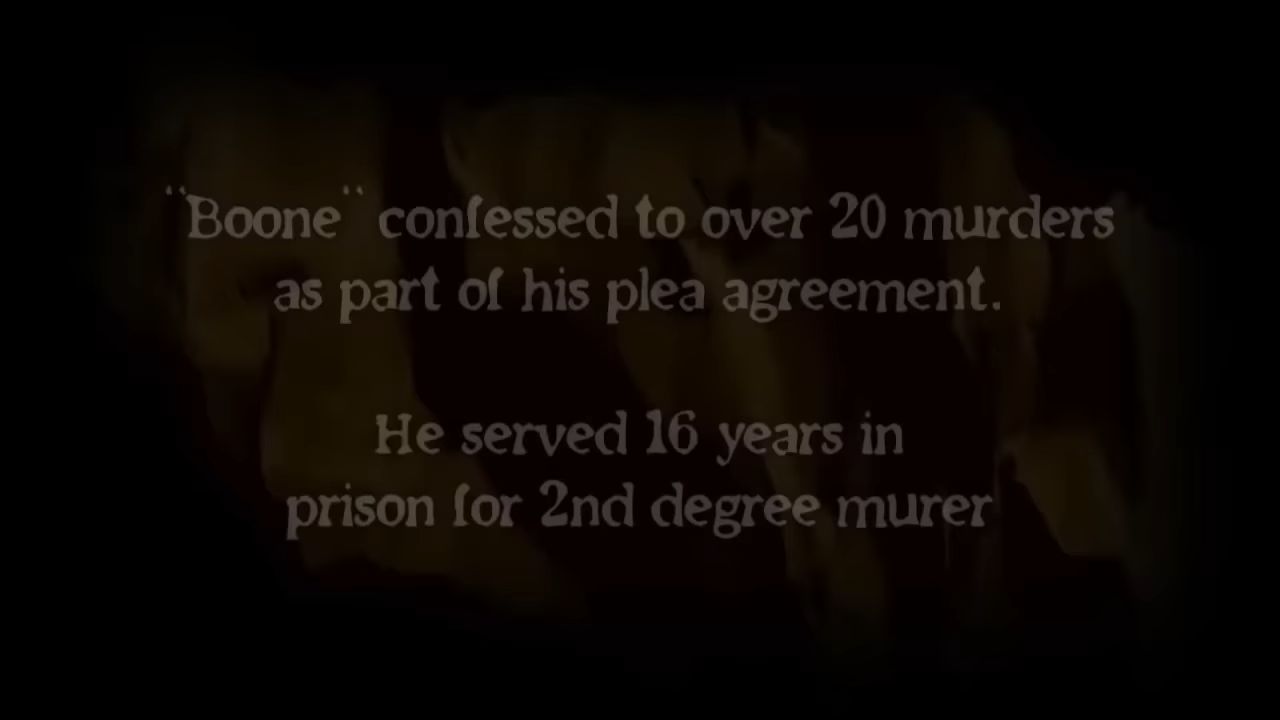 "Boone" confessed to over 20 murders
as part of his plea agreement.
He served 16 years in
prison for 2nd degree murer